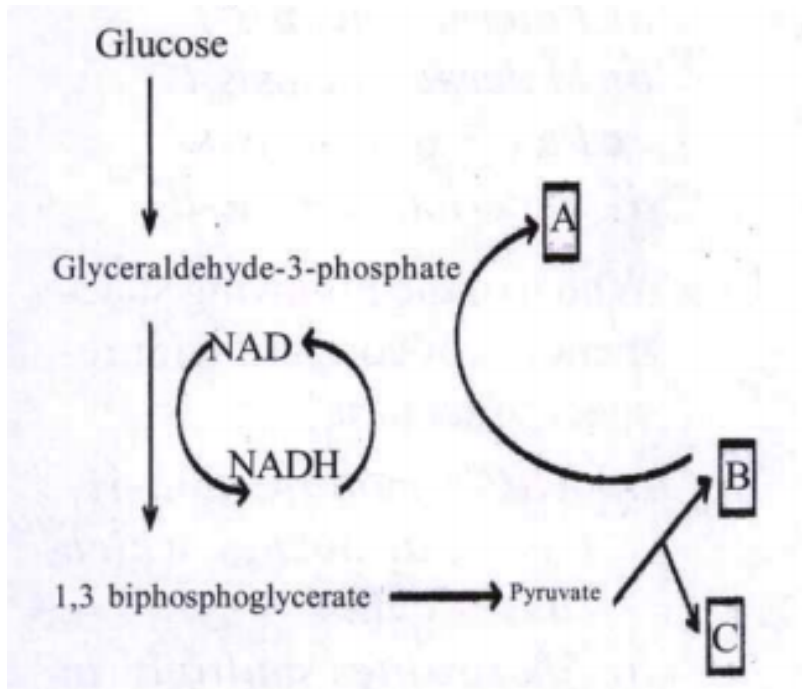 Glucose
A
Glyceraldehyde-3-phosphate
NAD
NADH
B
1,3 biphosphoglycerate
Pyruvate
C